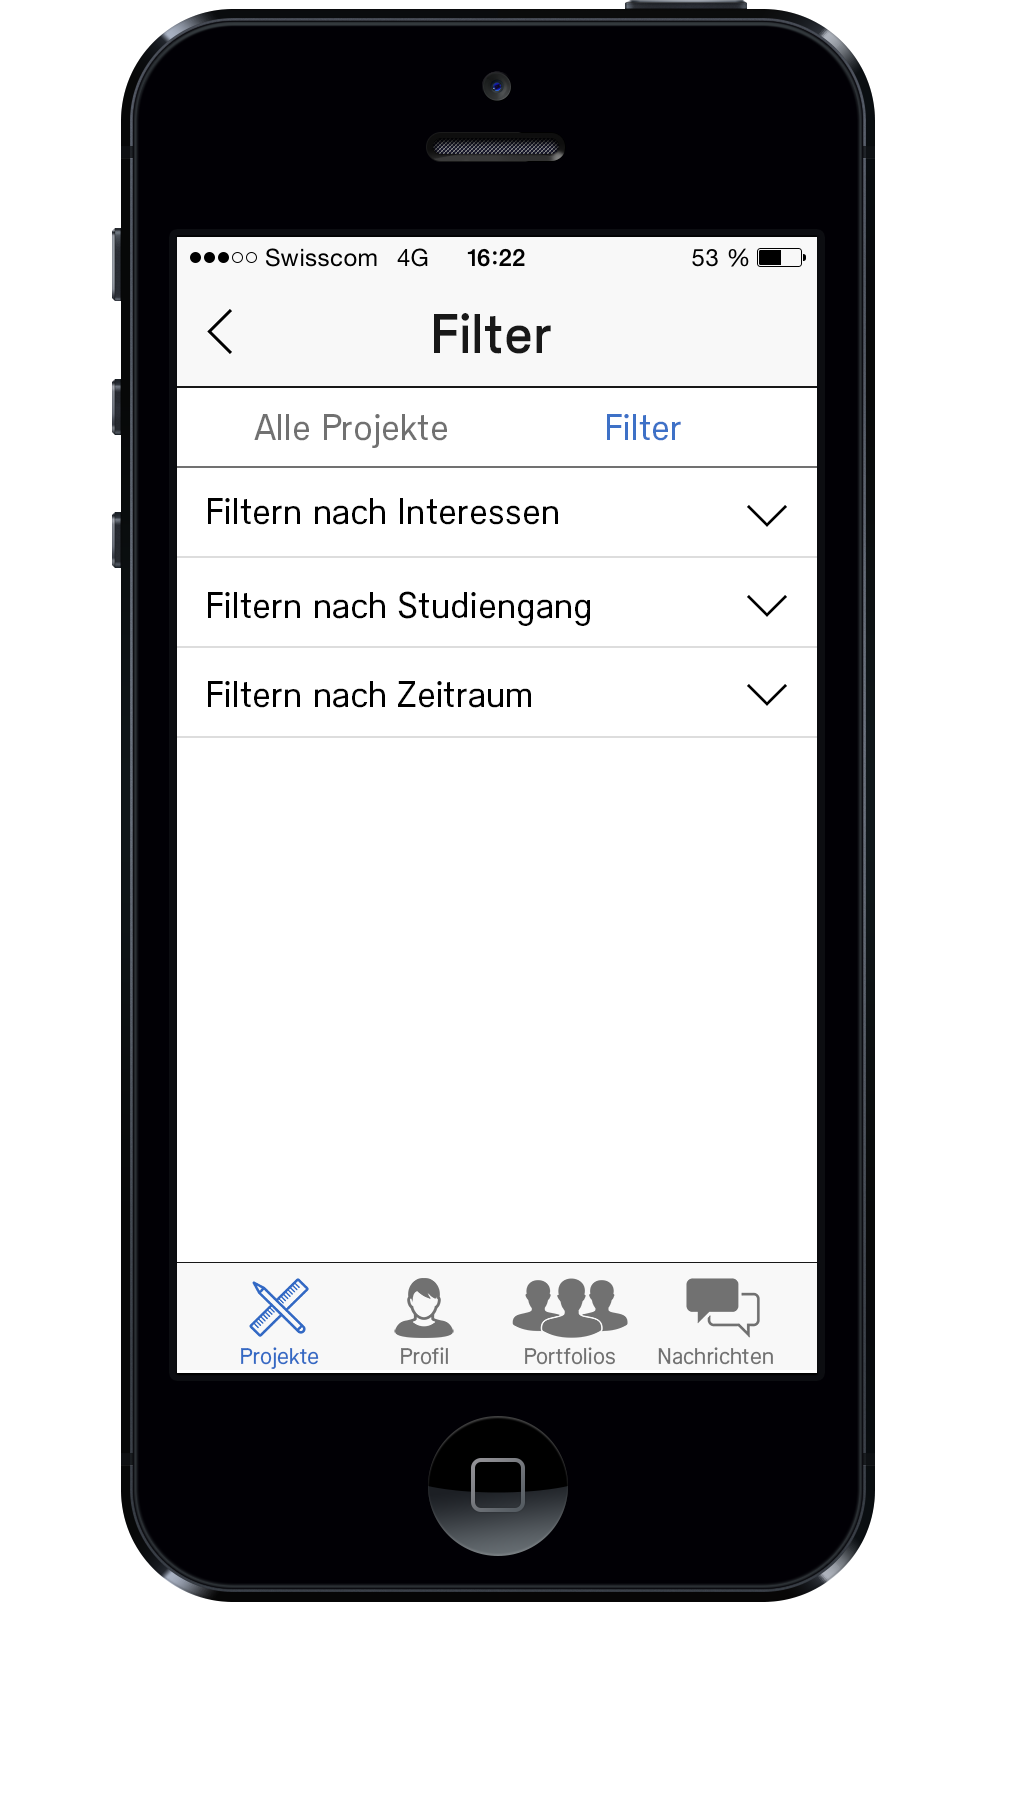 Swisscom 4G 16:22 53 %
Filter
Alle Projekte Filter
Filtern nach Interessen
Filtern nach Studiengang
Filtern nach Zeitraum
Projekte Profil Portfolios Nachrichten